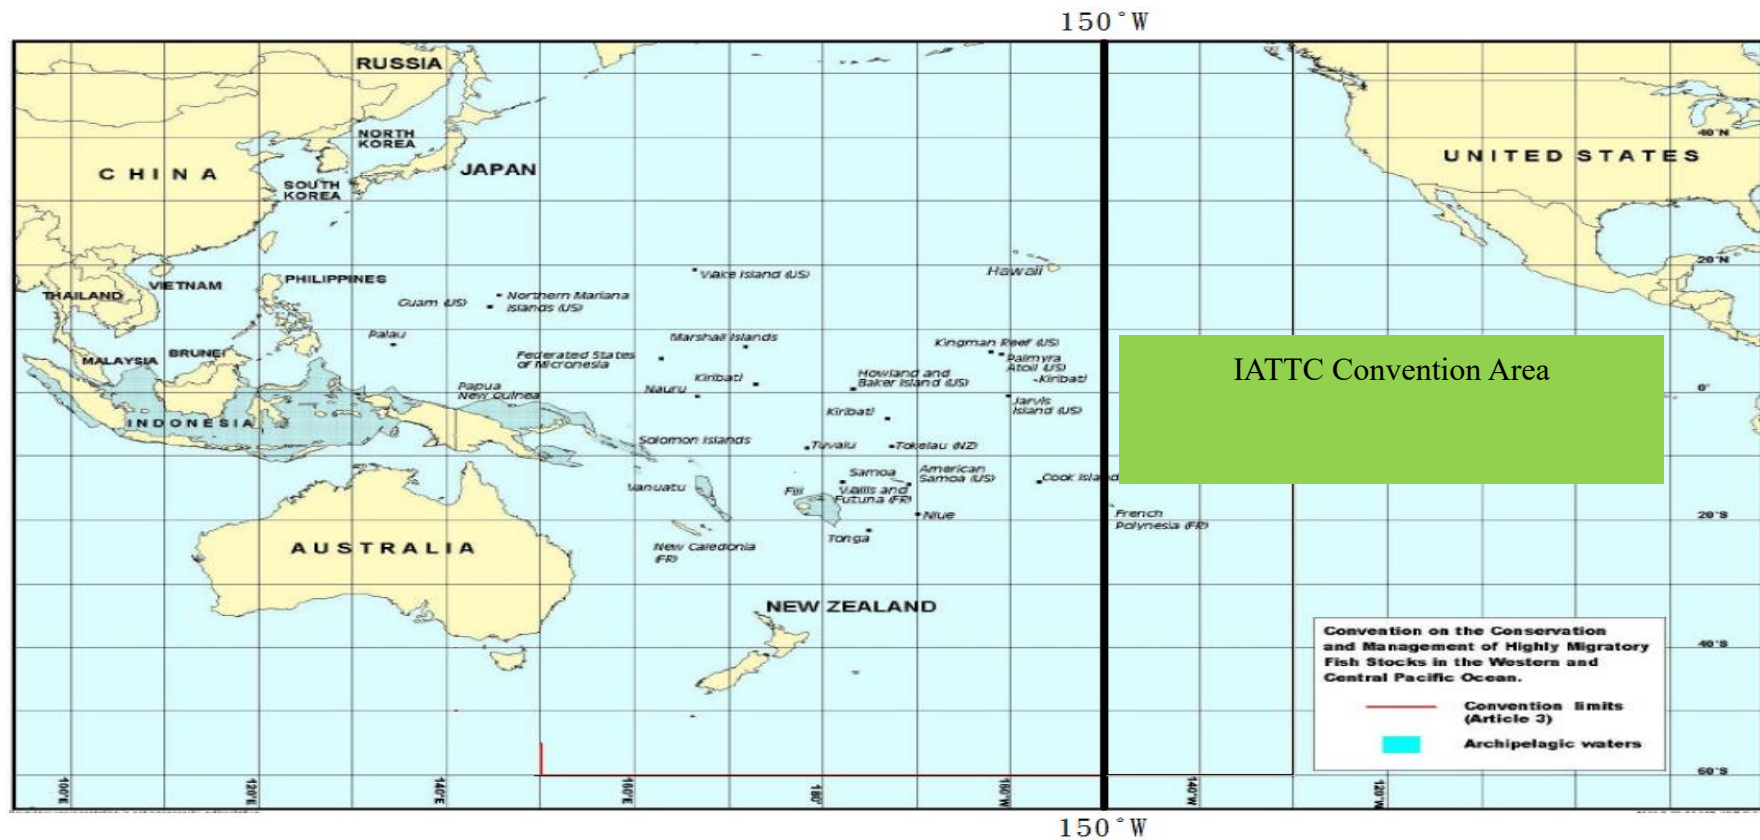 150°W
RUSSIA
NORTH
KOREA
JAPAN
CHINA
SOUTH
KOREA
UNITED STATES
40°N
20°N
Hawaii
Wake Island (US)
PHILIPPINES
VIETNAM
THAILAND
Guam (US)
Northern Mariana
Islands (US)
Palau
Marshall Islands
Kingman Reef (US)
Palmyra
Atoll (US)
Kiribati
MALAYSIA
BRUNEI
Federated States
of Micronesia
Kiribati
Howland and
Baker Island (US)
IATTC Convention Area
0°
Papua
New Guinea
Nauru
Jarvis
Island (US)
Kiribati
INDONESIA
Solomon Islands
Tuvalu
Tokelau (NZ)
Samoa
American
Samoa (US)
Cook Island
Vanuatu
Fiji
Wallis and
Futuna (FR)
Niue
French
Polynesia (FR)
20°S
Tonga
New Caledonia
(FR)
AUSTRALIA
NEW ZEALAND
40°S
Convention on the Conservation
and Management of Highly Migratory
Fish Stocks in the Western and
Central Pacific Ocean.
Convention limits
(Article 3)
Archipelagic waters
60°S
100°E
120°E
140°E
160°E
180°
160°W
140°W
120°W
150°W